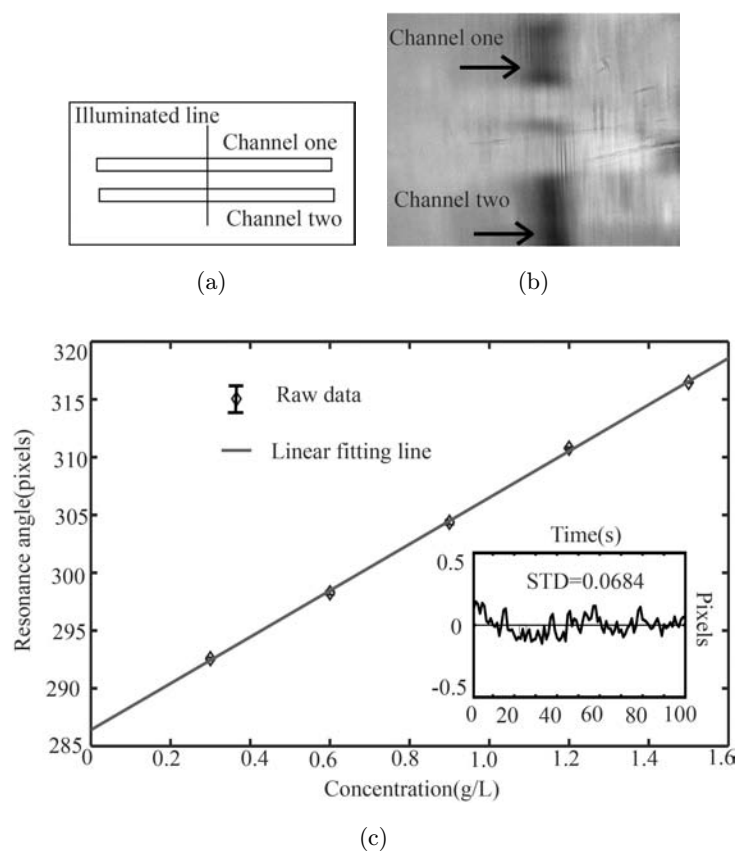 Illuminated line
Channel one
Channel two
(a)
Channel one
Channel two
(b)
320
315
310
305
300
295
290
285
Resonance angle(pixels)
Raw data
Linear fitting line
Time(s)
0.5
0
-0.5
STD=0.0684
Pixels
0 20 40 60 80 100
0 0.2 0.4 0.6 0.8 1.0 1.2 1.4 1.6
Concentration(g/L)
(c)